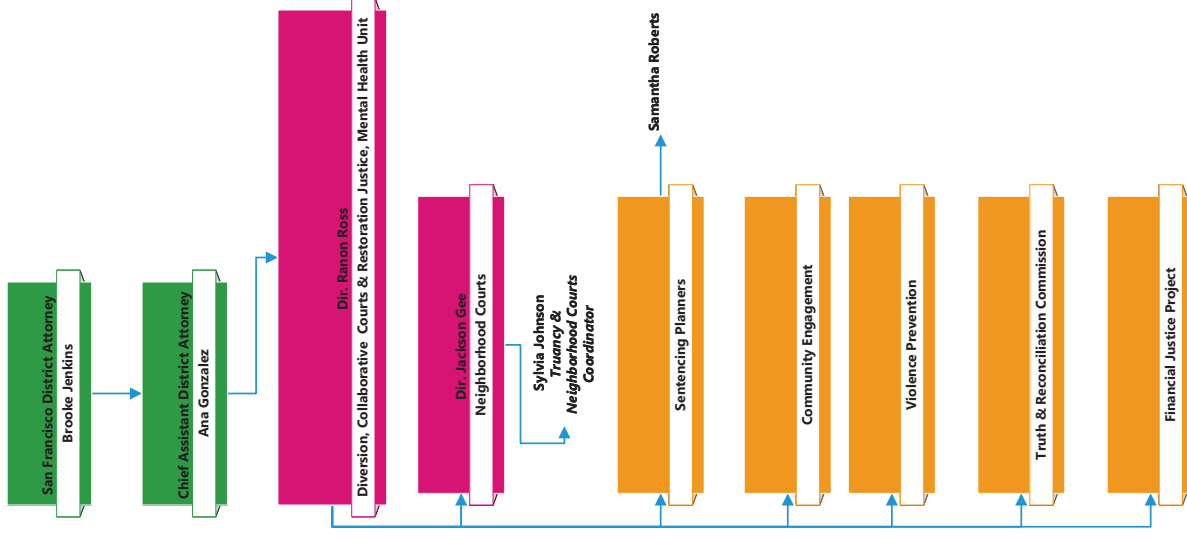 San Francisco District Attorney
Brooke Jenkins
Chief Assistant District Attorney
Ana Gonzalez
Dir. Ranon Ross
Diversion, Collaborative Courts & Restoration Justice, Mental Health Unit
Dir. Jackson Gee
Neighborhood Courts
Sylvia Johnson
Truancy &
Neighborhood Courts
Coordinator
Sentencing Planners
Samantha Roberts
Community Engagement
Violence Prevention
Truth & Reconciliation Commission
Financial Justice Project